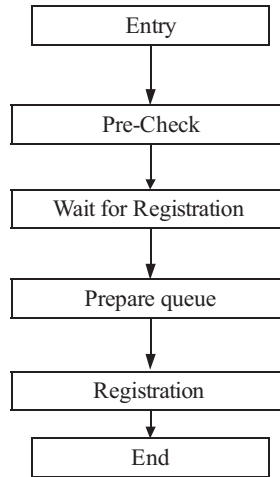 Entry
Pre-Check
Wait for Registration
Prepare queue
Registration
End